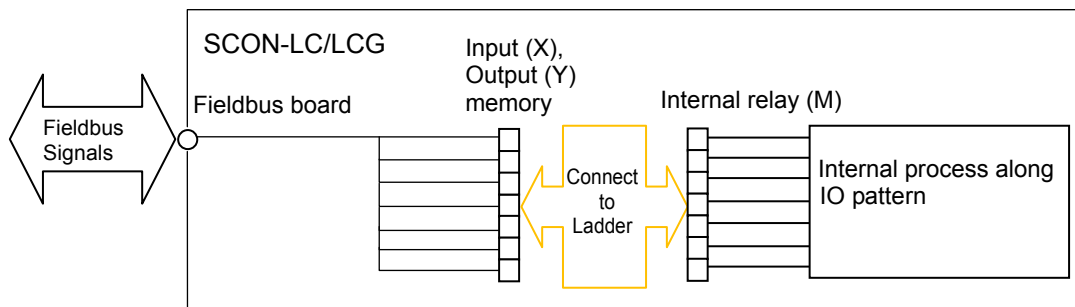 SCON-LC/LCG
Input (X),
Output (Y)
memory
Fieldbus board
Internal relay (M)
Fieldbus
Signals
Connect
to
Ladder
Internal process along
IO pattern